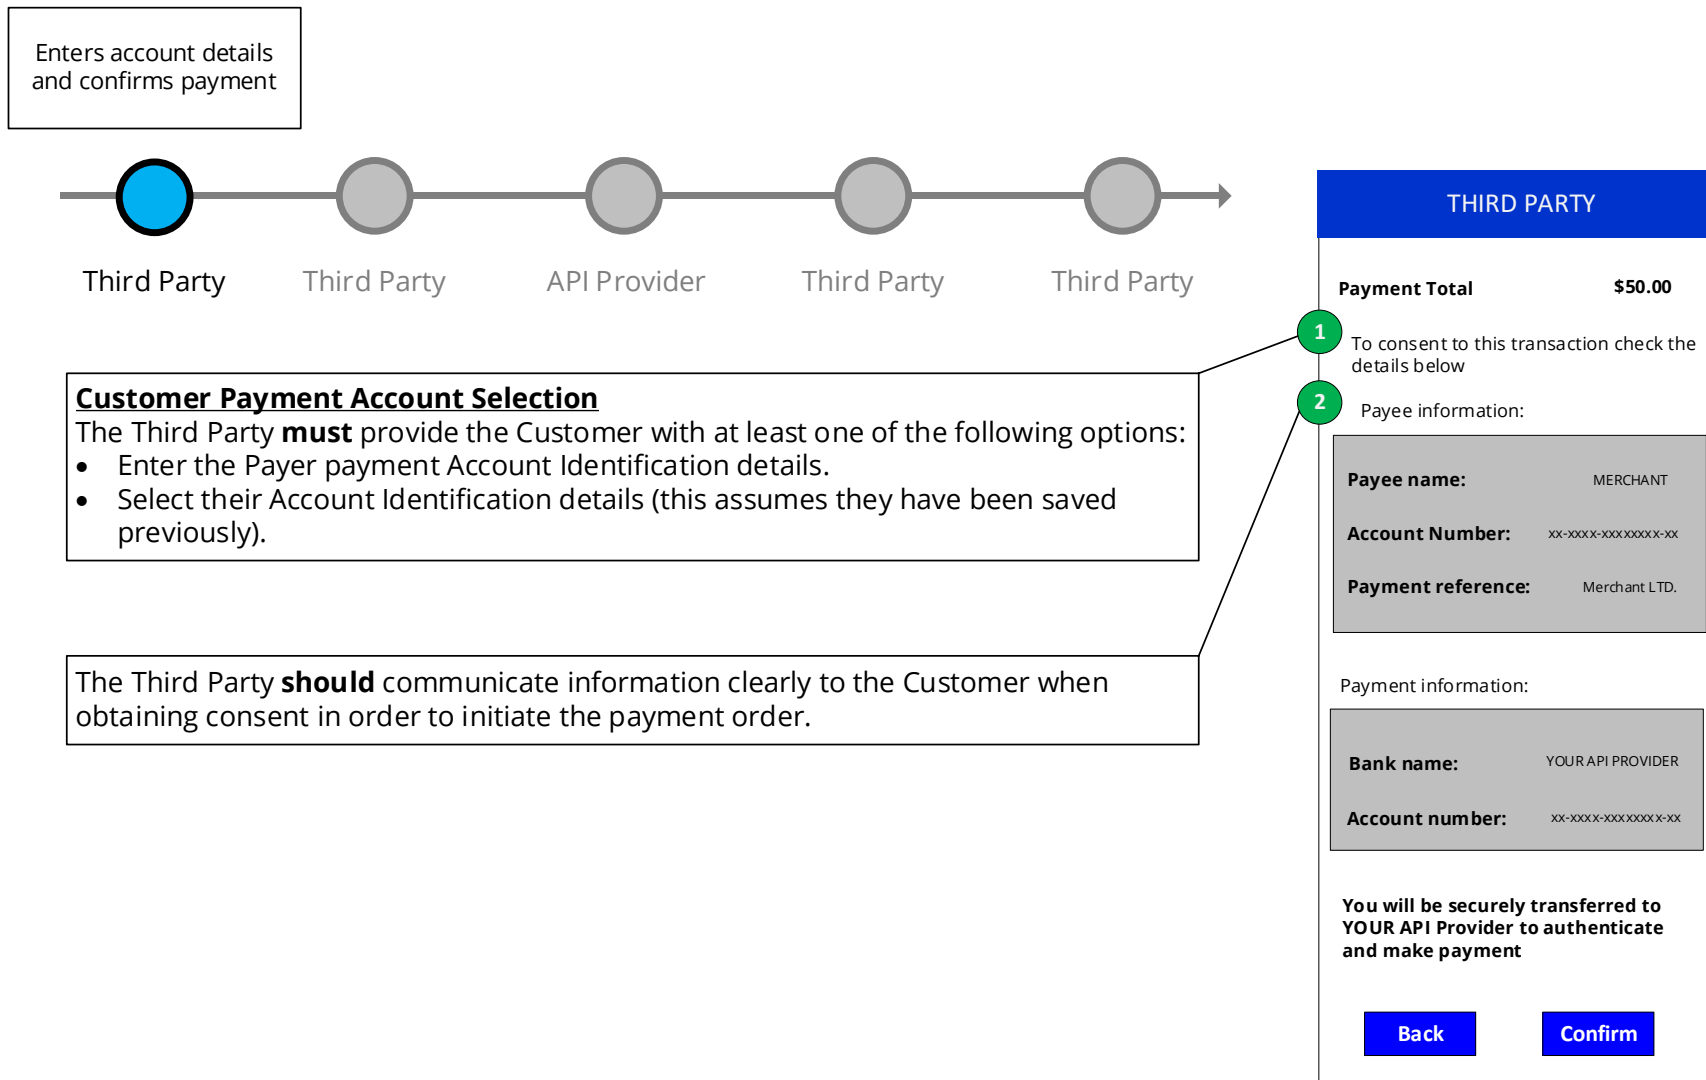 Enters account details
and confirms payment
Third Party
Third Party
API Provider
Third Party
Third Party
Customer Payment Account Selection
The Third Party must provide the Customer with at least one of the following options:
• Enter the Payer payment Account Identification details.
• Select their Account Identification details (this assumes they have been saved
previously).
The Third Party should communicate information clearly to the Customer when
obtaining consent in order to initiate the payment order.
THIRD PARTY
Payment Total $50.00
1
To consent to this transaction check the
details below
2
Payee information:
Payee name: MERCHANT
Account Number: xx-xxxx-xxxxxxxx-xx
Payment reference: Merchant LTD.
Payment information:
Bank name: YOUR API PROVIDER
Account number: xx-xxxx-xxxxxxxx-xx
You will be securely transferred to
YOUR API Provider to authenticate
and make payment
Back Confirm